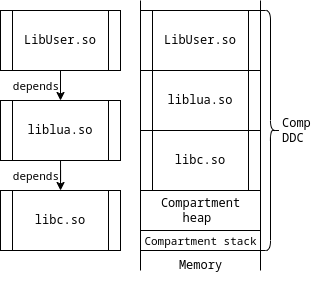 LibUser.so
depends
liblua.so
depends
libc.so
LibUser.so
liblua.so
libc.so
Compartment
heap
Compartment stack
Memory
Comp
DDC